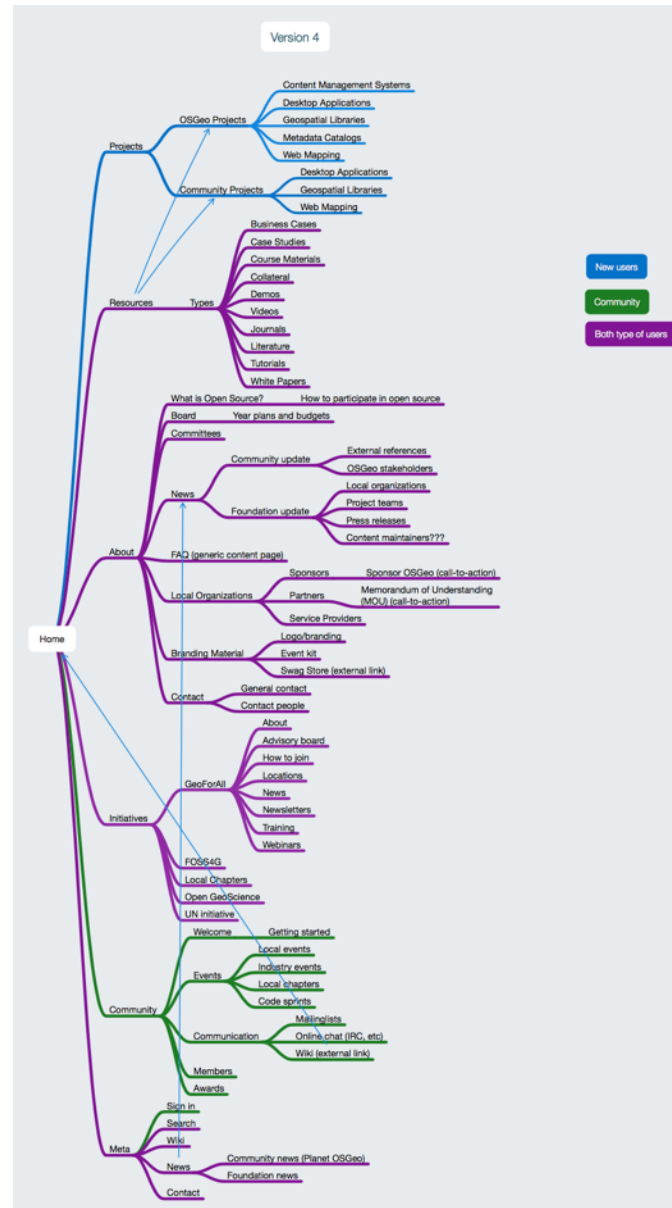 Version 4
Content Management Systems
Desktop Applications
OSGeo Projects
Geospatial Libraries
Metadata Catalogs
Projects
Web Mapping
Desktop Applications
Community Projects
Geospatial Libraries
Web Mapping
Business Cases
Case Studies
Course Materials
New users
Collateral
Demos
Resources
Types
Videos
Community
Journals
Literature
Both type of users
Tutorials
White Papers
What is Open Source?
How to participate in open source
Board
Year plans and budgets
Committees
External references
Community update
OSGeo stakeholders
News
Local organizations
Project teams
Foundation update
Press releases
Content maintainers???
About
FAQ (generic content page)
Sponsors
Sponsor OSGeo (call-to-action)
Local Organizations
Partners
Memorandum of Understanding
(MOU) (call-to-action)
Service Providers
Home
Logo/branding
Branding Material
Event kit
Swag Store (external link)
General contact
Contact
Contact people
About
Advisory board
How to join
Locations
GeoForAll
News
Newsletters
Training
Webinars
Initiatives
FOSS4G
Local Chapters
Open GeoScience
UN initiative
Welcome
Getting started
Local events
Industry events
Events
Local chapters
Code sprints
Community
Mailinglists
Communication
Online chat (IRC, etc)
Wiki (external link)
Members
Awards
Sign in
Search
Meta
Wiki
Community news (Planet OSGeo)
News
Foundation news
Contact